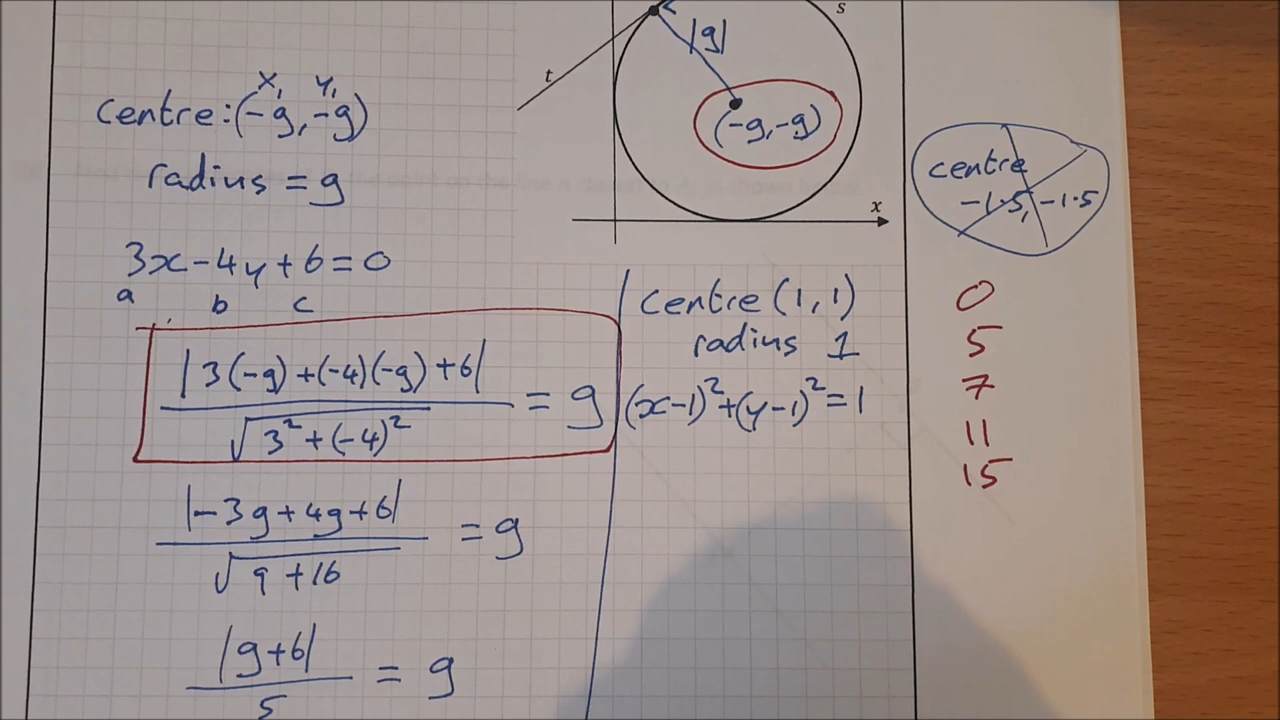 s
|g|
t
(-g,-g)
x
x₁ y₁
centre:(-g,-g)
radius = g
3x-4y+6=0
a b c
|3(-g)+(-4)(-g)+6|
= g
√3²+(-4)²
|-3g+4g+6|
= g
√9+16
|g+6|
= g
5
centre (1,1)
radius 1
(x-1)²+(y-1)²=1
centre
-1.5,-1.5
0
5
7
11
15